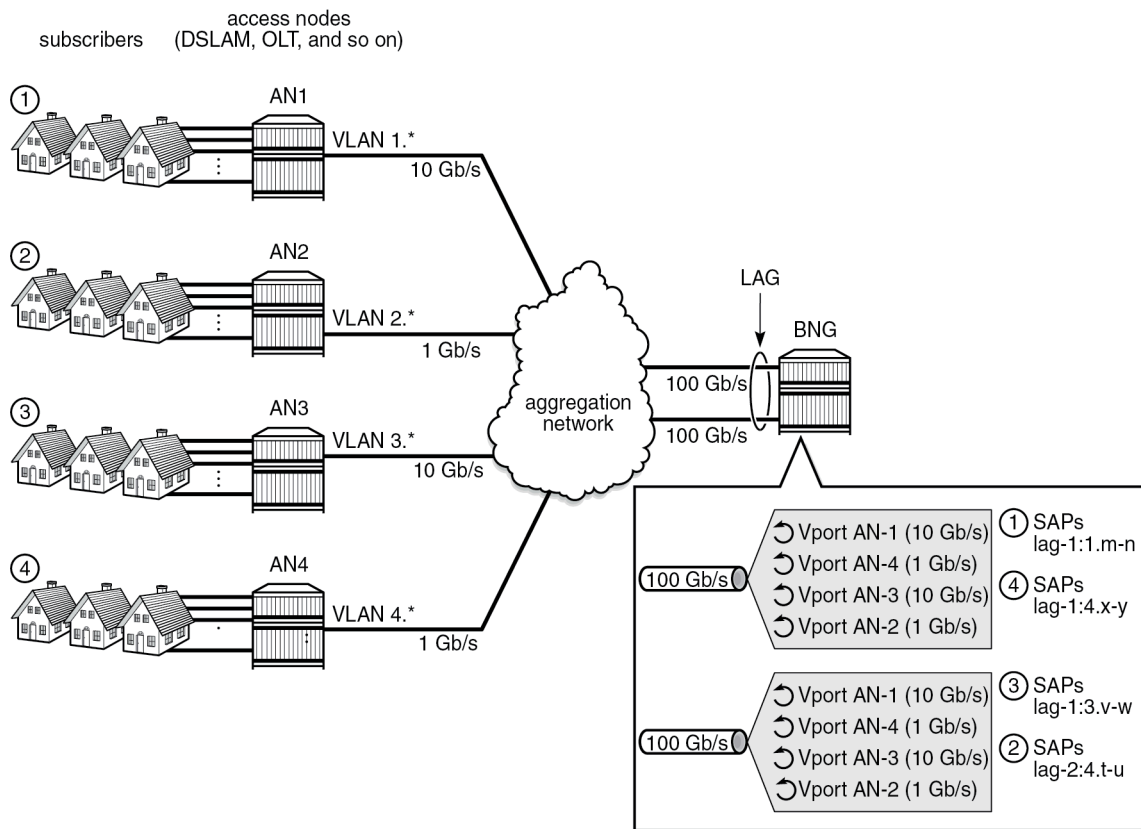 subscribers
access nodes
(DSLAM, OLT, and so on)
1
AN1
VLAN 1.*
10 Gb/s
2
AN2
VLAN 2.*
1 Gb/s
3
AN3
VLAN 3.*
10 Gb/s
4
AN4
VLAN 4.*
1 Gb/s
aggregation
network
LAG
BNG
100 Gb/s
100 Gb/s
100 Gb/s
Vport AN-1 (10 Gb/s)
Vport AN-4 (1 Gb/s)
Vport AN-3 (10 Gb/s)
Vport AN-2 (1 Gb/s)
1 SAPs
lag-1:1.m-n
4 SAPs
lag-1:4.x-y
100 Gb/s
Vport AN-1 (10 Gb/s)
Vport AN-4 (1 Gb/s)
Vport AN-3 (10 Gb/s)
Vport AN-2 (1 Gb/s)
3 SAPs
lag-1:3.v-w
2 SAPs
lag-2:4.t-u